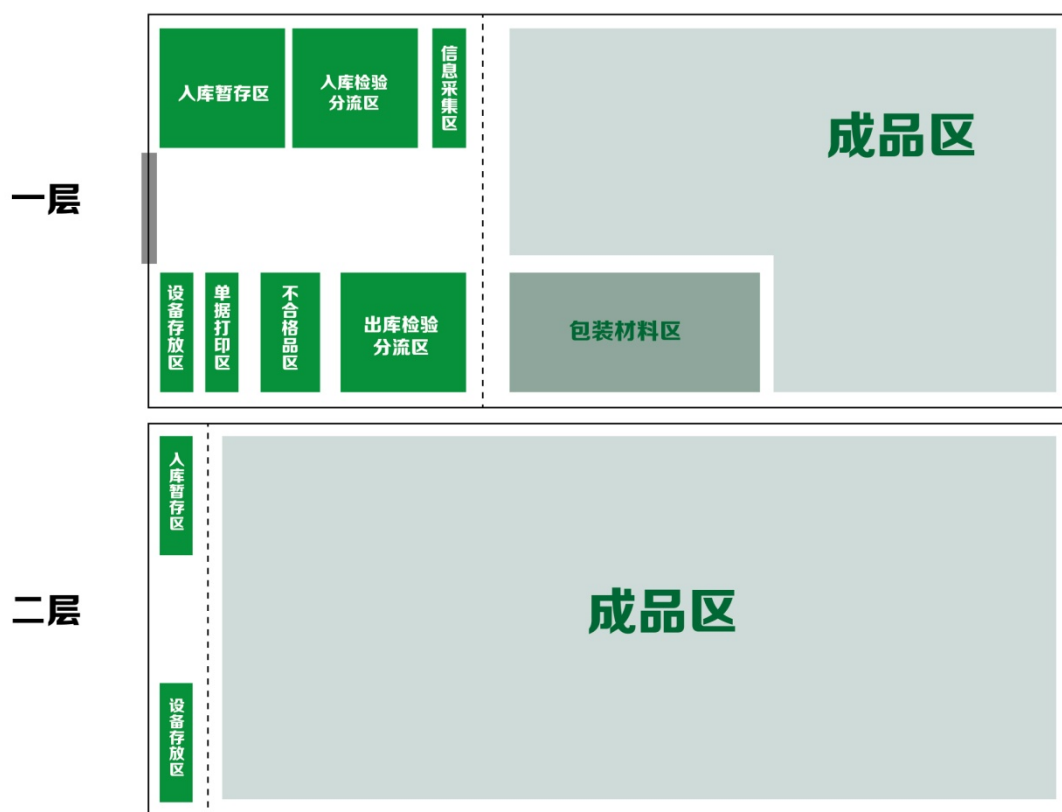 一层
入库暂存区
入库检验
分流区
信息采集区
成品区
设备存放区
单据打印区
不合格品区
出库检验
分流区
包装材料区
二层
入库暂存区
成品区
设备存放区